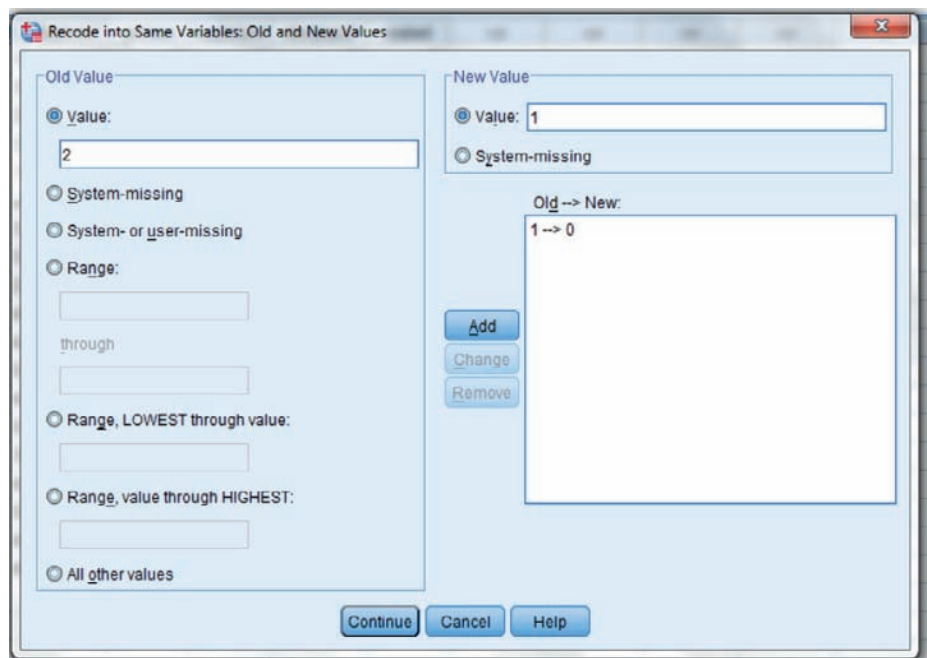 Recode into Same Variables: Old and New Values
Old Value
Value:
2
System-missing
System- or user-missing
Range:
through
Range, LOWEST through value:
Range, value through HIGHEST:
All other values
New Value
Value: 1
System-missing
Old --> New:
1 --> 0
Add
Change
Remove
Continue Cancel Help